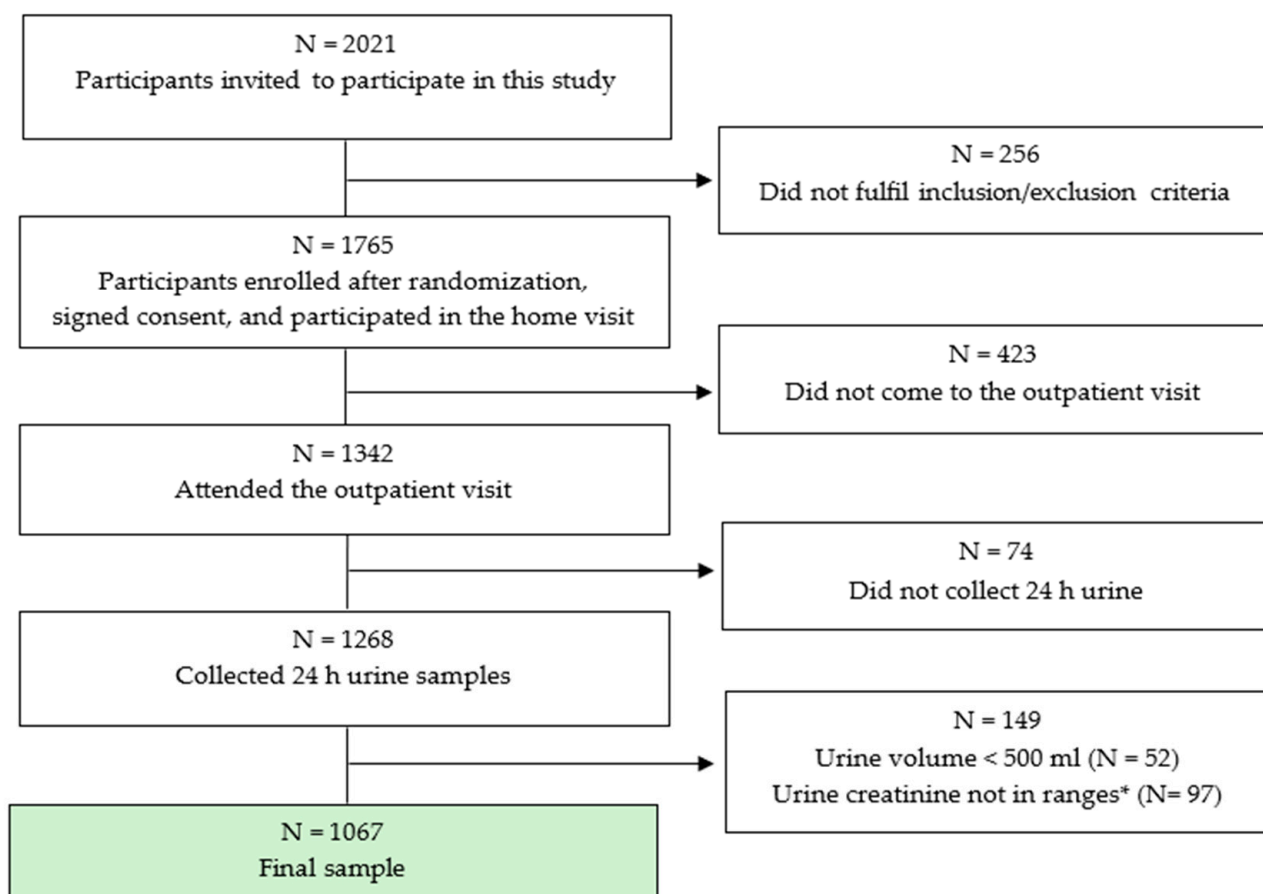 N = 2021
Participants invited to participate in this study
N = 256
Did not fulfil inclusion/exclusion criteria
N = 1765
Participants enrolled after randomization,
signed consent, and participated in the home visit
N = 423
Did not come to the outpatient visit
N = 1342
Attended the outpatient visit
N = 74
Did not collect 24 h urine
N = 1268
Collected 24 h urine samples
N = 149
Urine volume < 500 ml (N = 52)
Urine creatinine not in ranges* (N= 97)
N = 1067
Final sample